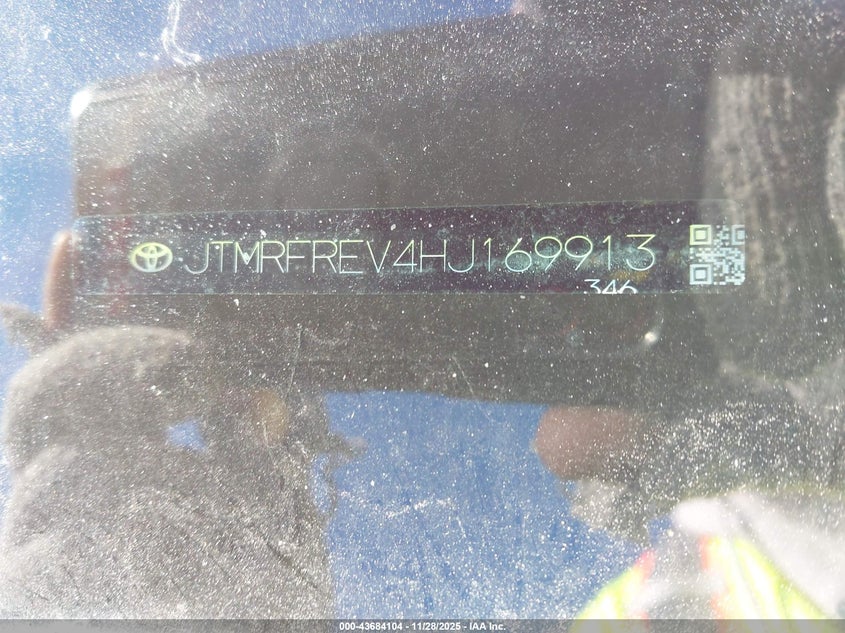 JTMRFREV4HJ169913
346
000-43684104 - 11/28/2025 - IAA Inc.